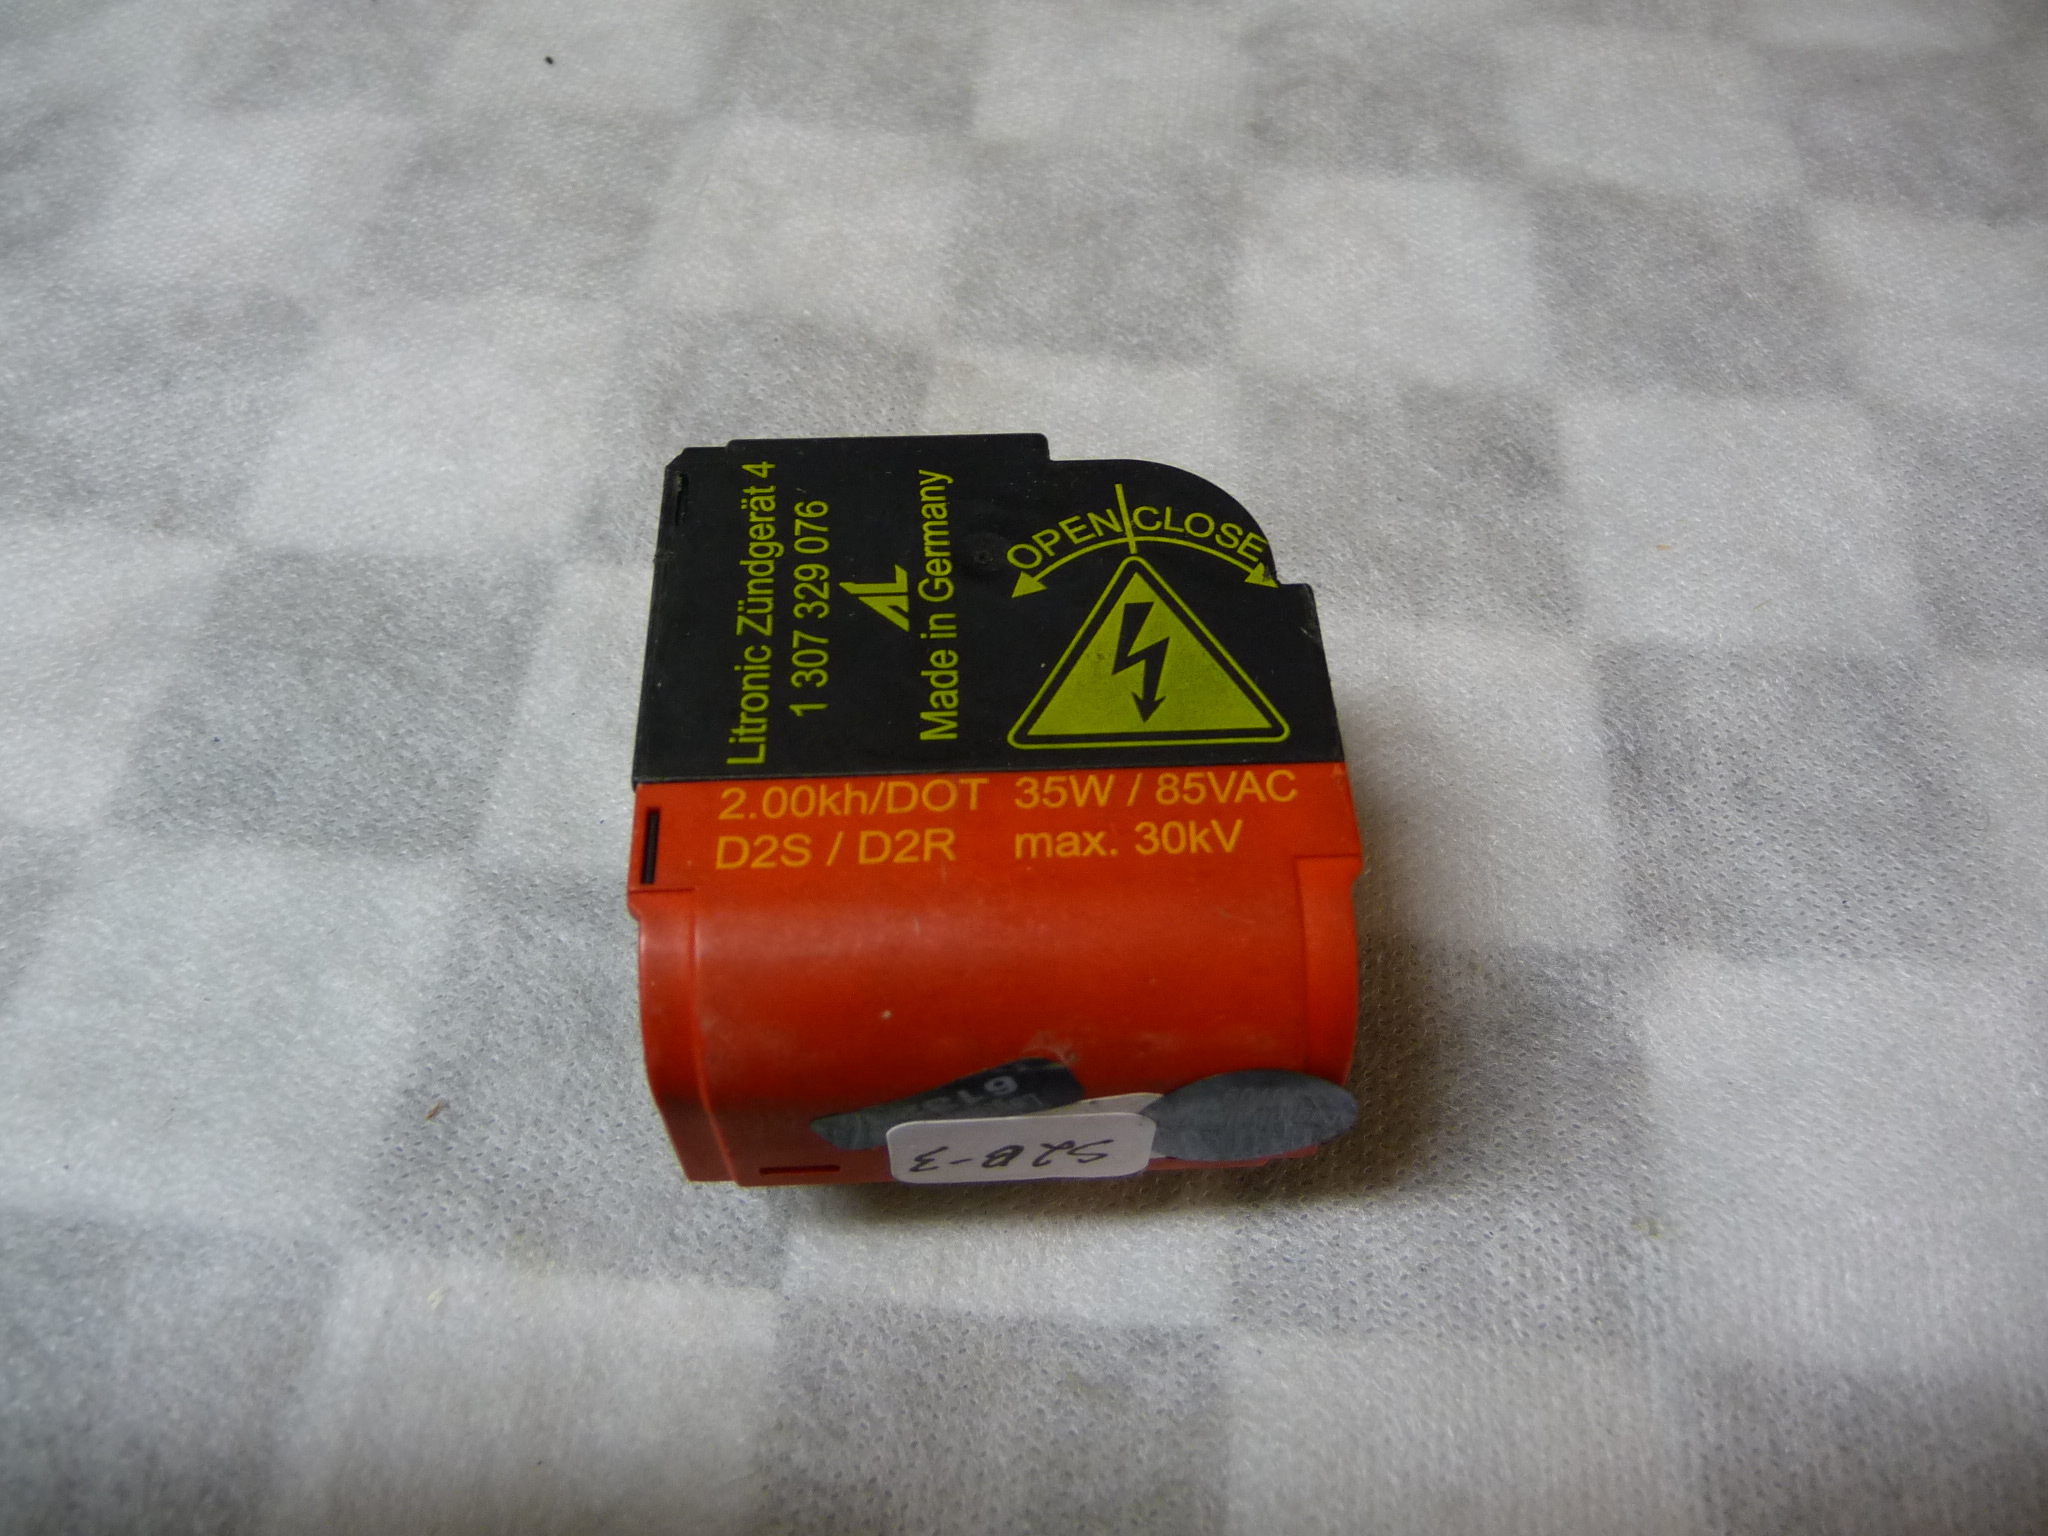 Litronic Zündgerät 4
1 307 329 076
AL
Made in Germany
OPEN CLOSE
2.00kh/DOT 35W / 85VAC
D2S / D2R max. 30kV
S2B-3